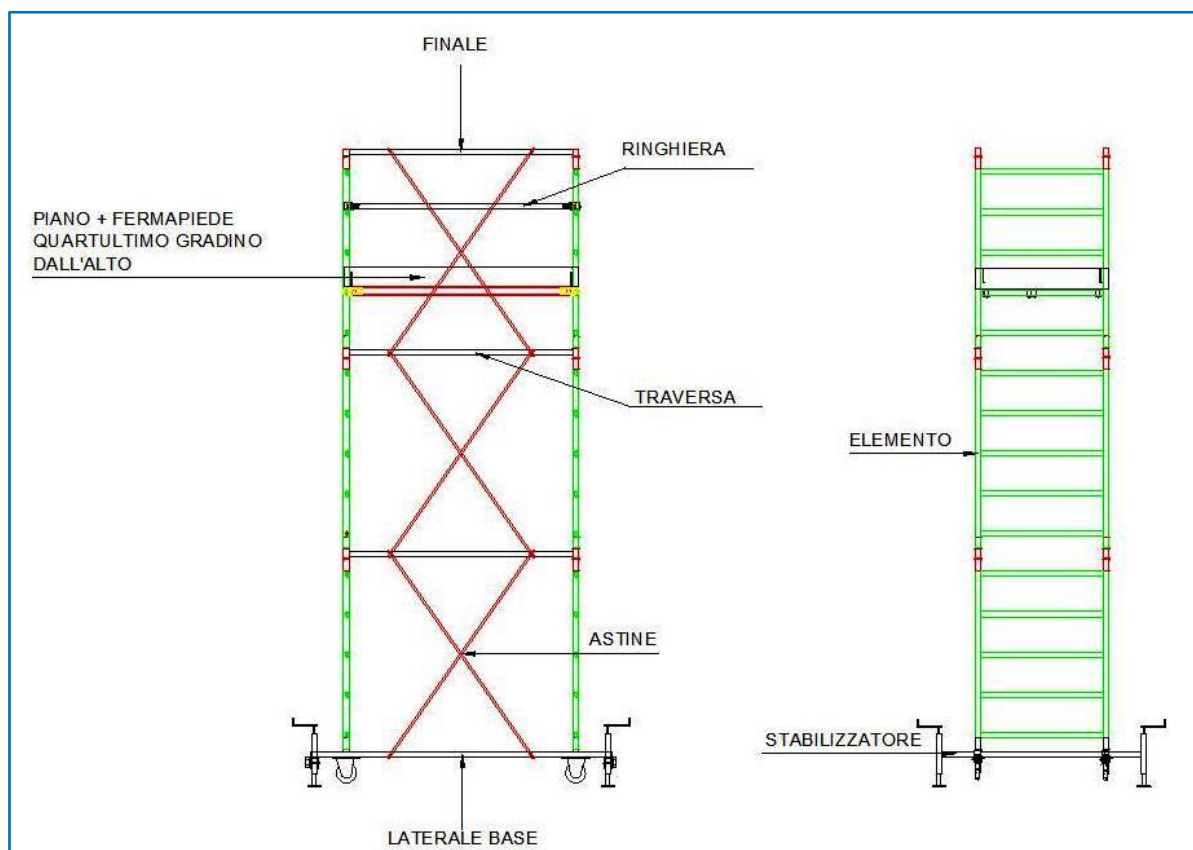 FINALE
RINGHIERA
PIANO + FERMAPIEDE
QUARTULTIMO GRADINO
DALL'ALTO
TRAVERSA
ELEMENTO
ASTINE
STABILIZZATORE
LATERALE BASE